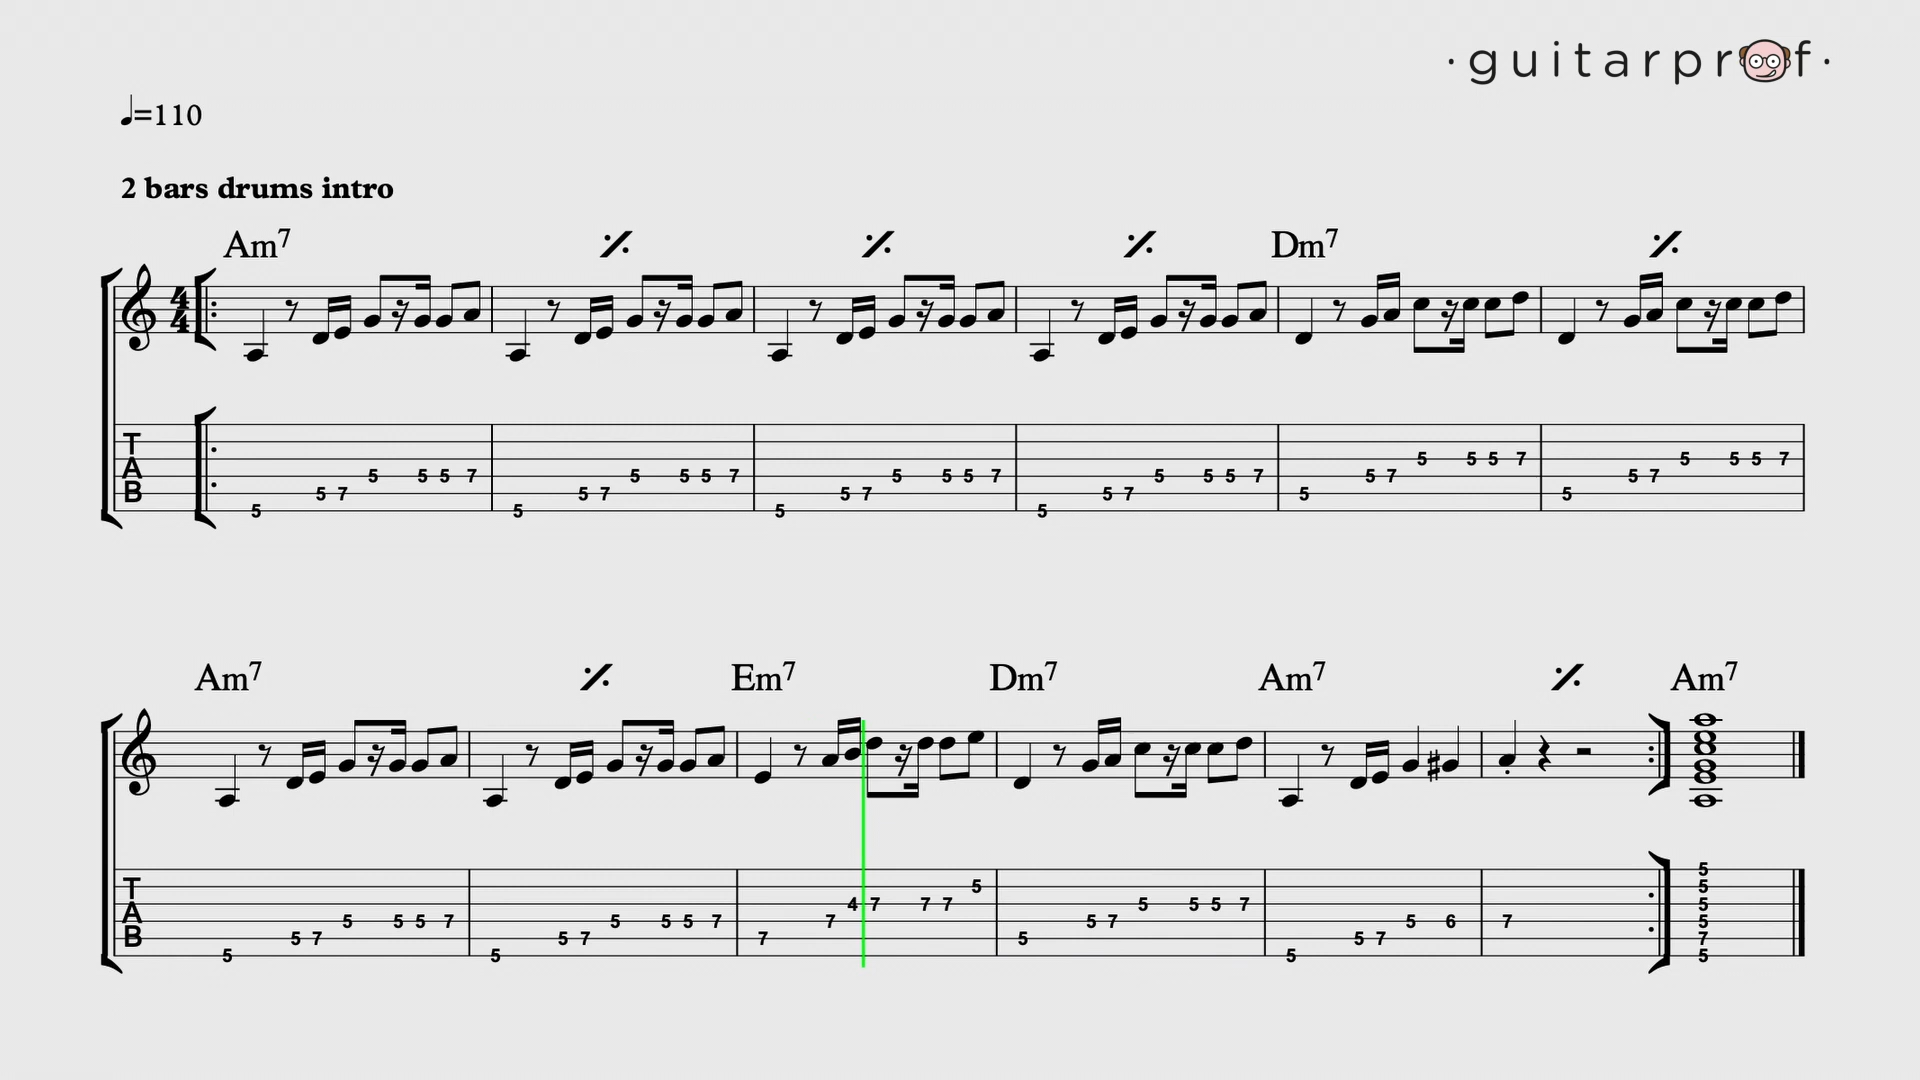 ·guitarprof·
♩=110
2 bars drums intro
Am7 ٪ ٪ ٪ Dm7 ٪
4
4
T
A
B
5 5 7 5 5 5 7 5 5 7 5 5 5 7 5 5 7 5 5 5 7 5 5 7 5 5 5 7 5 5 7 5 5 5 7 5 5 7 5 5 5 7
Am7 ٪ Em7 Dm7 Am7 ٪ Am7
T
A
B
5 5 7 5 5 5 7 5 5 7 5 5 5 7 7 7 4 7 7 7 5 5 5 7 5 5 5 7 5 5 7 5 6 7
5
5
5
5
7
5